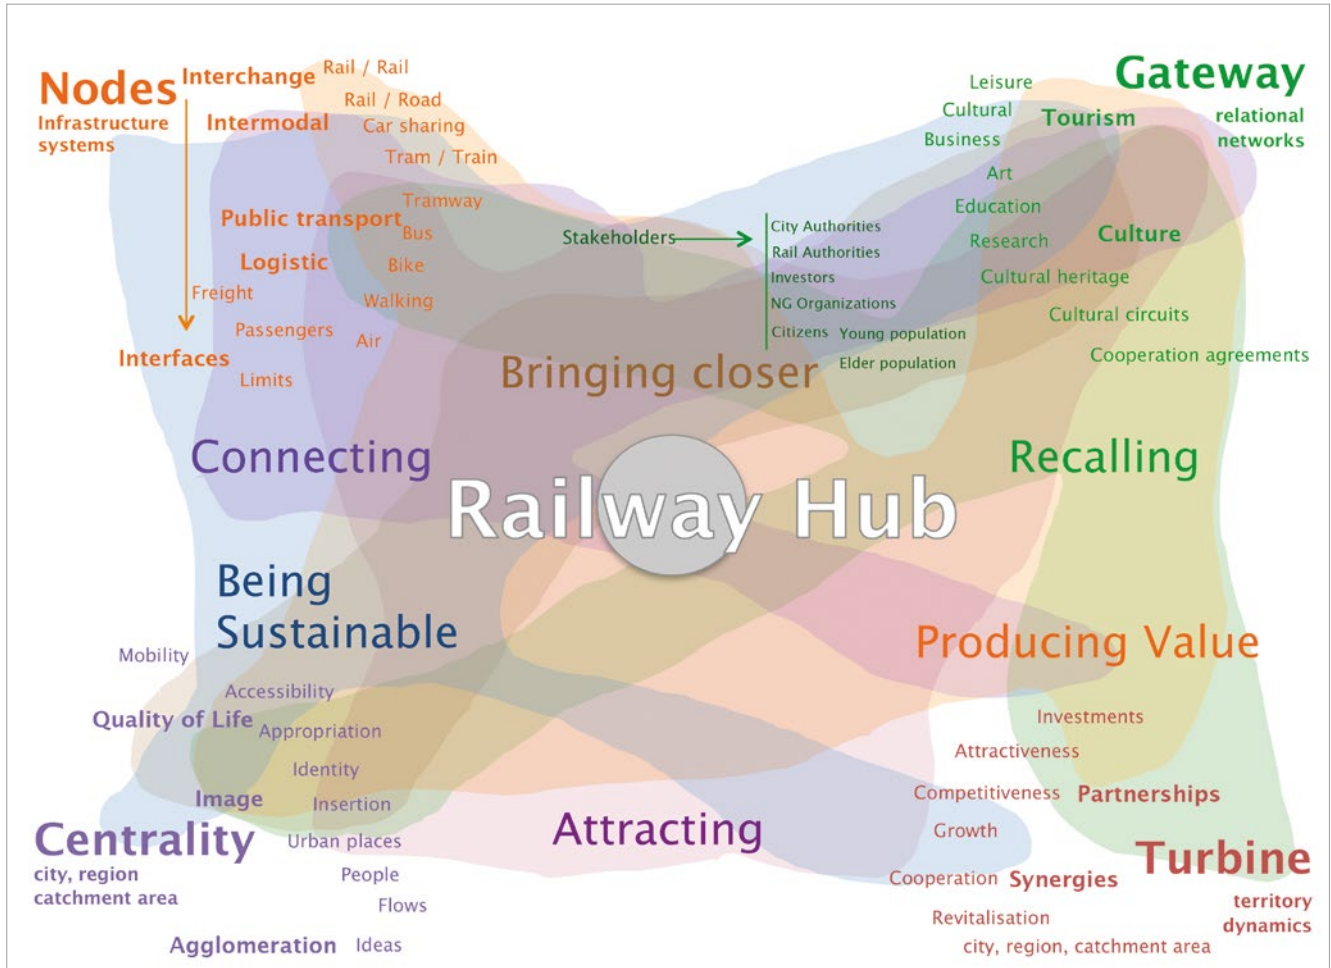 Nodes
Infrastructure
systems
Interchange
Rail / Rail
Rail / Road
Intermodal
Car sharing
Tram / Train
Tramway
Public transport
Bus
Logistic
Bike
Freight
Walking
Passengers
Air
Interfaces
Limits
Gateway
relational
networks
Leisure
Cultural
Tourism
Business
Art
Education
Research
Culture
Cultural heritage
Cultural circuits
Cooperation agreements
Stakeholders
City Authorities
Rail Authorities
Investors
NG Organizations
Citizens Young population
Elder population
Bringing closer
Connecting
Recalling
Railway Hub
Being
Sustainable
Producing Value
Attracting
Mobility
Accessibility
Quality of Life
Appropriation
Identity
Image
Insertion
Centrality
city, region
catchment area
Urban places
People
Flows
Agglomeration
Ideas
Investments
Attractiveness
Competitiveness
Partnerships
Growth
Turbine
territory
dynamics
Cooperation
Synergies
Revitalisation
city, region, catchment area